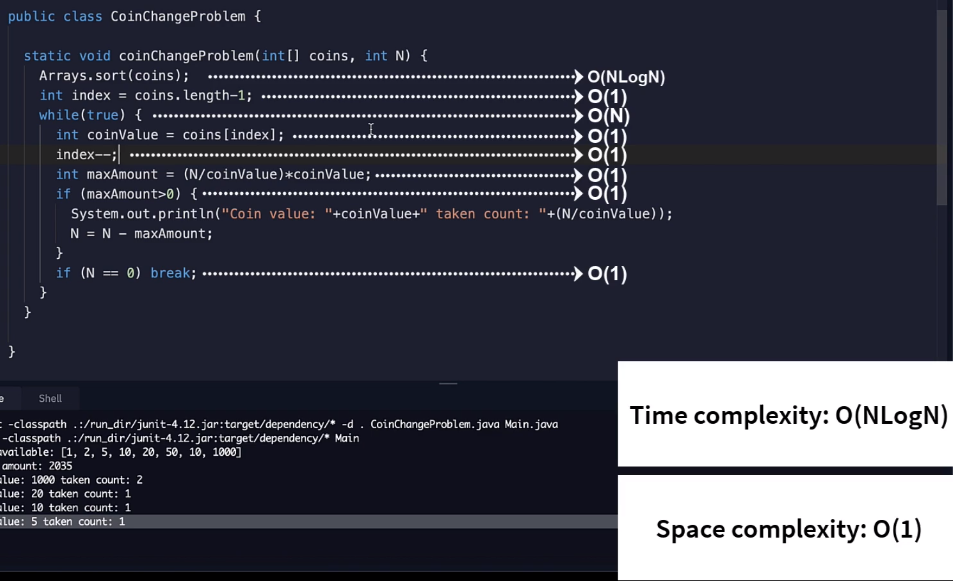 public class CoinChangeProblem {
static void coinChangeProblem(int[] coins, int N) {
Arrays.sort(coins); O(NLogN)
int index = coins.length-1; O(1)
while(true) { O(N)
int coinValue = coins[index]; O(1)
index--; O(1)
int maxAmount = (N/coinValue)*coinValue; O(1)
if (maxAmount>0) { O(1)
System.out.println("Coin value: "+coinValue+" taken count: "+(N/coinValue));
N = N - maxAmount;
}
if (N == 0) break; O(1)
}
}
}
e Shell
-classpath .:/run_dir/junit-4.12.jar:target/dependency/* -d . CoinChangeProblem.java Main.java
-classpath .:/run_dir/junit-4.12.jar:target/dependency/* Main
vailable: [1, 2, 5, 10, 20, 50, 10, 1000]
amount: 2035
lue: 1000 taken count: 2
lue: 20 taken count: 1
lue: 10 taken count: 1
lue: 5 taken count: 1
Time complexity: O(NLogN)
Space complexity: O(1)